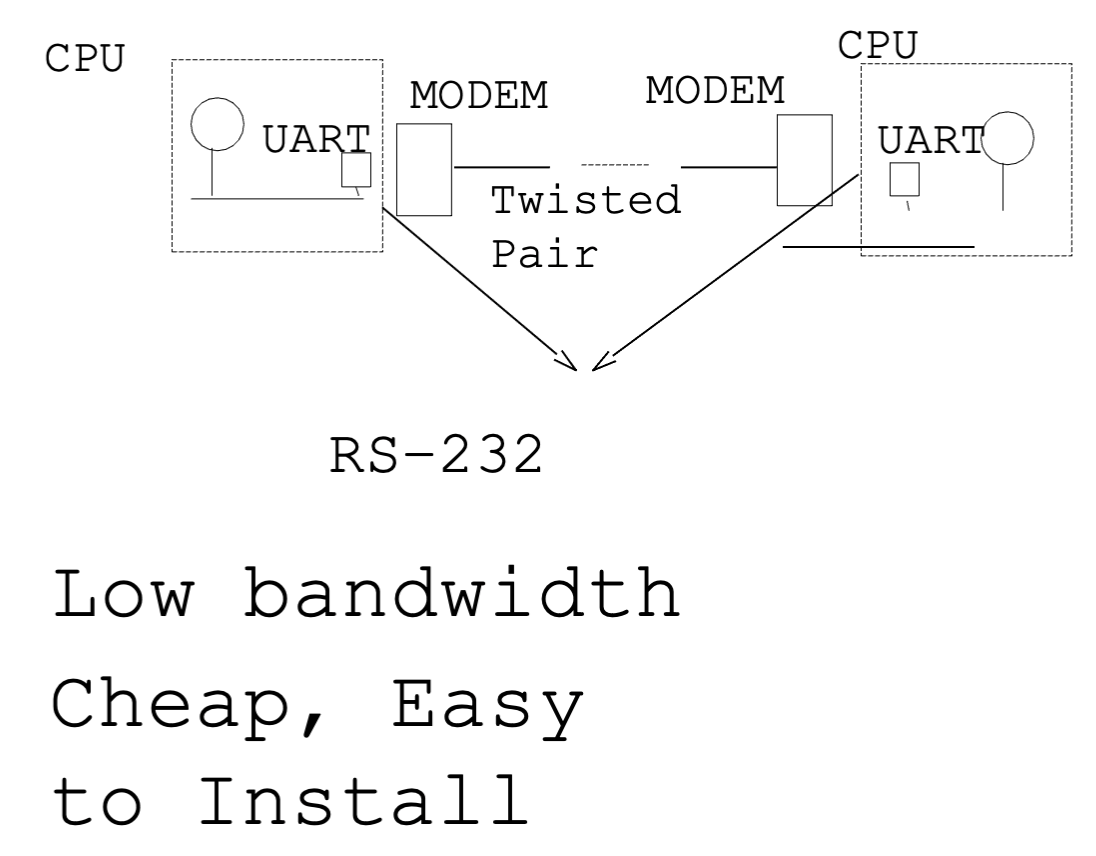 CPU
CPU
MODEM
MODEM
UART
UART
Twisted
Pair
RS-232
Low bandwidth
Cheap, Easy
to Install